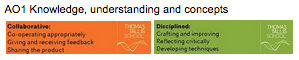 AO1 Knowledge, understanding and concepts
Collaborative:
Co-operating appropriately
Giving and receiving feedback
Sharing the product
THOMAS
TALLIS
SCHOOL
Disciplined:
Crafting and improving
Reflecting critically
Developing techniques
THOMAS
TALLIS
SCHOOL